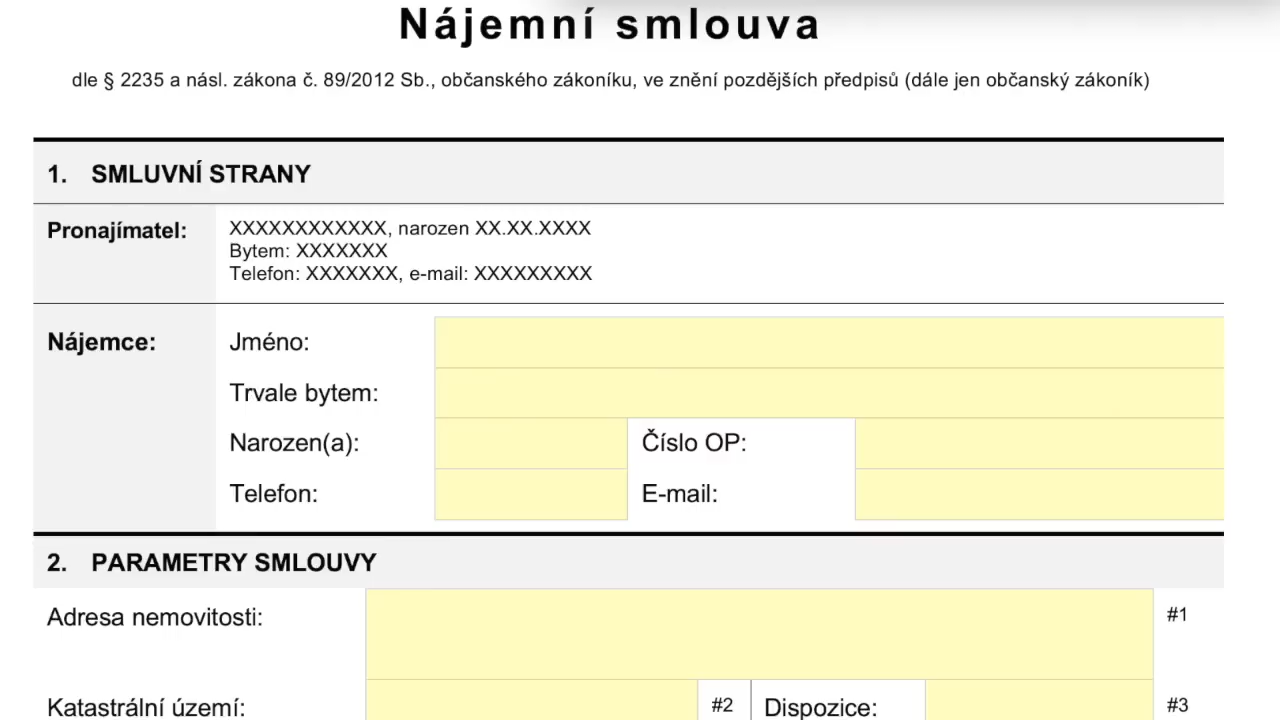 Nájemní smlouva
dle § 2235 a násl. zákona č. 89/2012 Sb., občanského zákoníku, ve znění pozdějších předpisů (dále jen občanský zákoník)
1. SMLUVNÍ STRANY
Pronajímatel: XXXXXXXXXXXX, narozen XX.XX.XXXX
Bytem: XXXXXXX
Telefon: XXXXXXX, e-mail: XXXXXXXXX
Nájemce: Jméno:
Trvale bytem:
Narozen(a): Číslo OP:
Telefon: E-mail:
2. PARAMETRY SMLOUVY
Adresa nemovitosti: #1
Katastrální území: #2 Dispozice: #3